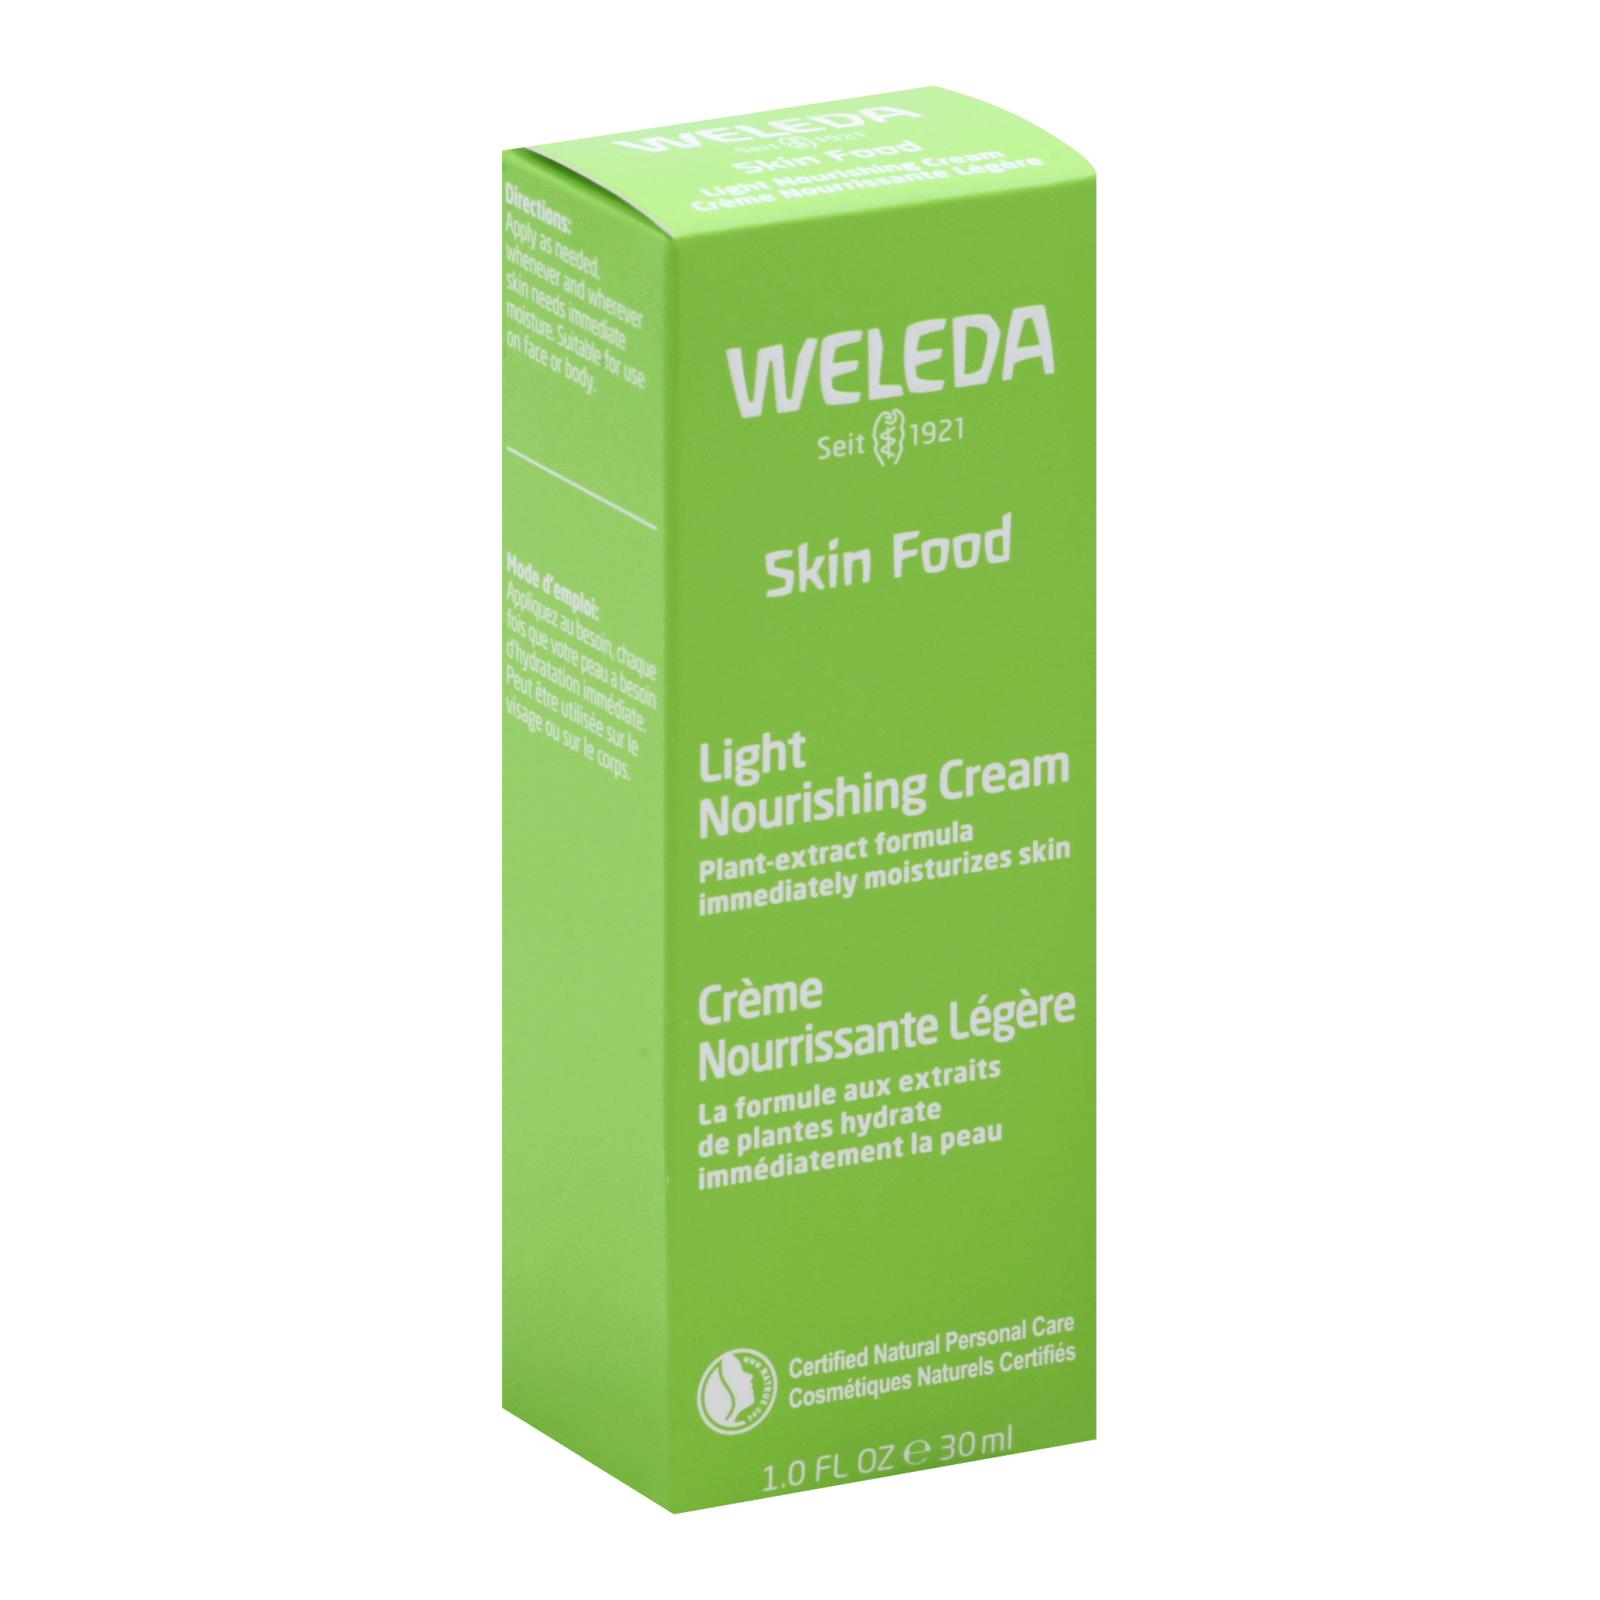 WELEDA
Seit 1921
Skin Food
Light Nourishing Cream
Crème Nourrissante Légère
Directions:
Apply as needed,
whenever and wherever
skin needs immediate
moisture. Suitable for use
on face or body.
Mode d'emploi:
Appliquez au besoin, chaque
fois que votre peau a besoin
d'hydratation immédiate.
Peut être utilisée sur le
visage ou sur le corps.
WELEDA
Seit 1921
Skin Food
Light
Nourishing Cream
Plant-extract formula
immediately moisturizes skin
Crème
Nourrissante Légère
La formule aux extraits
de plantes hydrate
immédiatement la peau
WWW.NATRUE.ORG
Certified Natural Personal Care
Cosmétiques Naturels Certifiés
1.0 FL OZ ℮ 30 ml